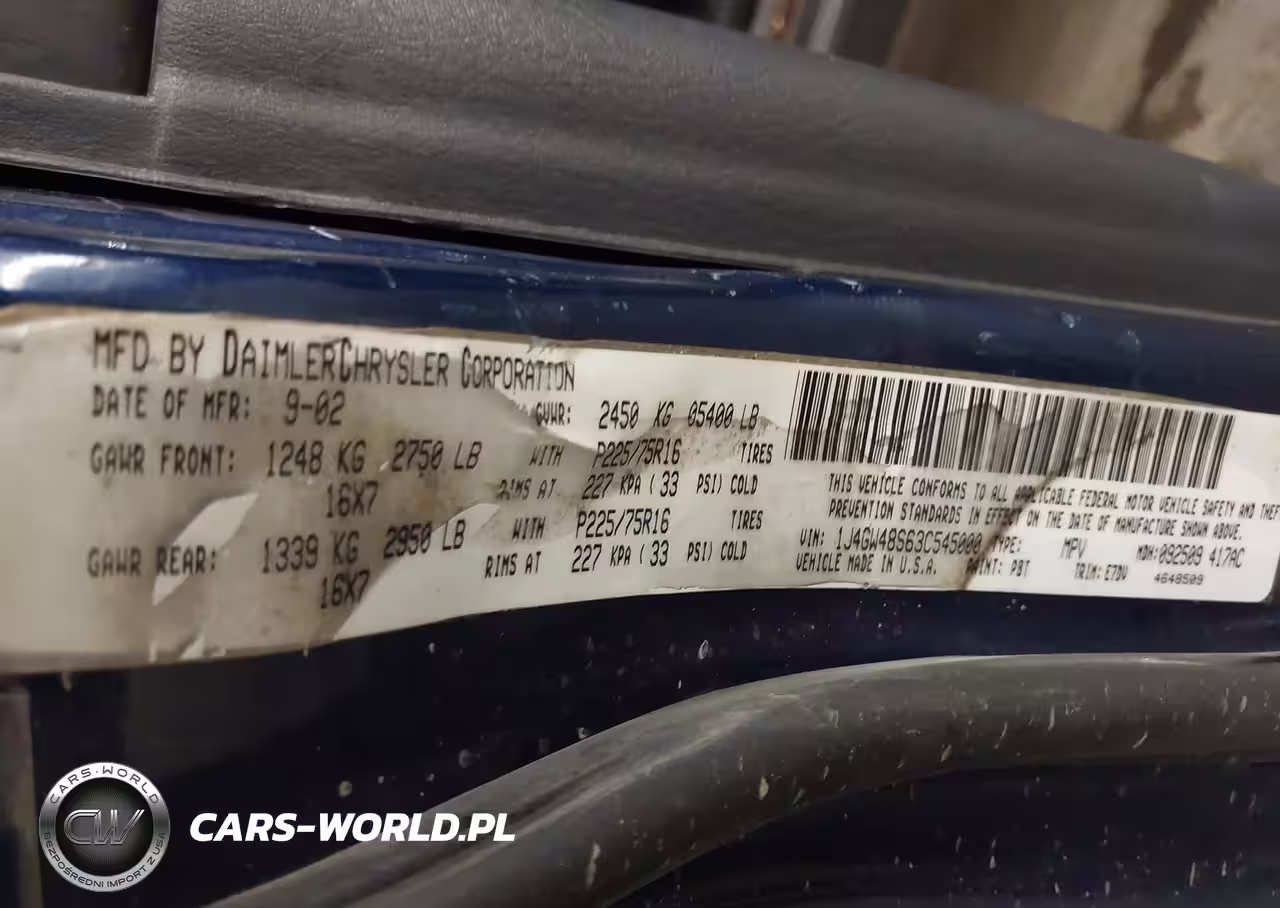 MFD BY DAIMLERCHRYSLER CORPORATION
DATE OF MFR: 9-02 GVWR: 2450 KG 05400 LB
GAWR FRONT: 1248 KG 2750 LB WITH P225/75R16 TIRES
16X7 RIMS AT 227 KPA (33 PSI) COLD
GAWR REAR: 1339 KG 2950 LB WITH P225/75R16 TIRES
16X7 RIMS AT 227 KPA (33 PSI) COLD
THIS VEHICLE CONFORMS TO ALL APPLICABLE FEDERAL MOTOR VEHICLE SAFETY AND THEF
PREVENTION STANDARDS IN EFFECT ON THE DATE OF MANUFACTURE SHOWN ABOVE.
VIN: 1J4GW48S63C545000 TYPE: MPV MDH:092509 417AC
VEHICLE MADE IN U.S.A. PAINT: PBT TRIM: E7DV 4648509
CARS-WORLD
CW
BEZPOŚREDNI IMPORT Z USA
CARS-WORLD.PL